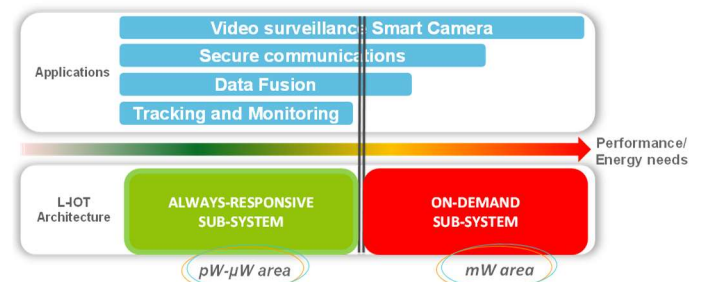 Video surveillance Smart Camera
Secure communications
Applications
Data Fusion
Tracking and Monitoring
Performance/
Energy needs
L-IOT
Architecture
ALWAYS-RESPONSIVE
SUB-SYSTEM
ON-DEMAND
SUB-SYSTEM
pW-µW area
mW area